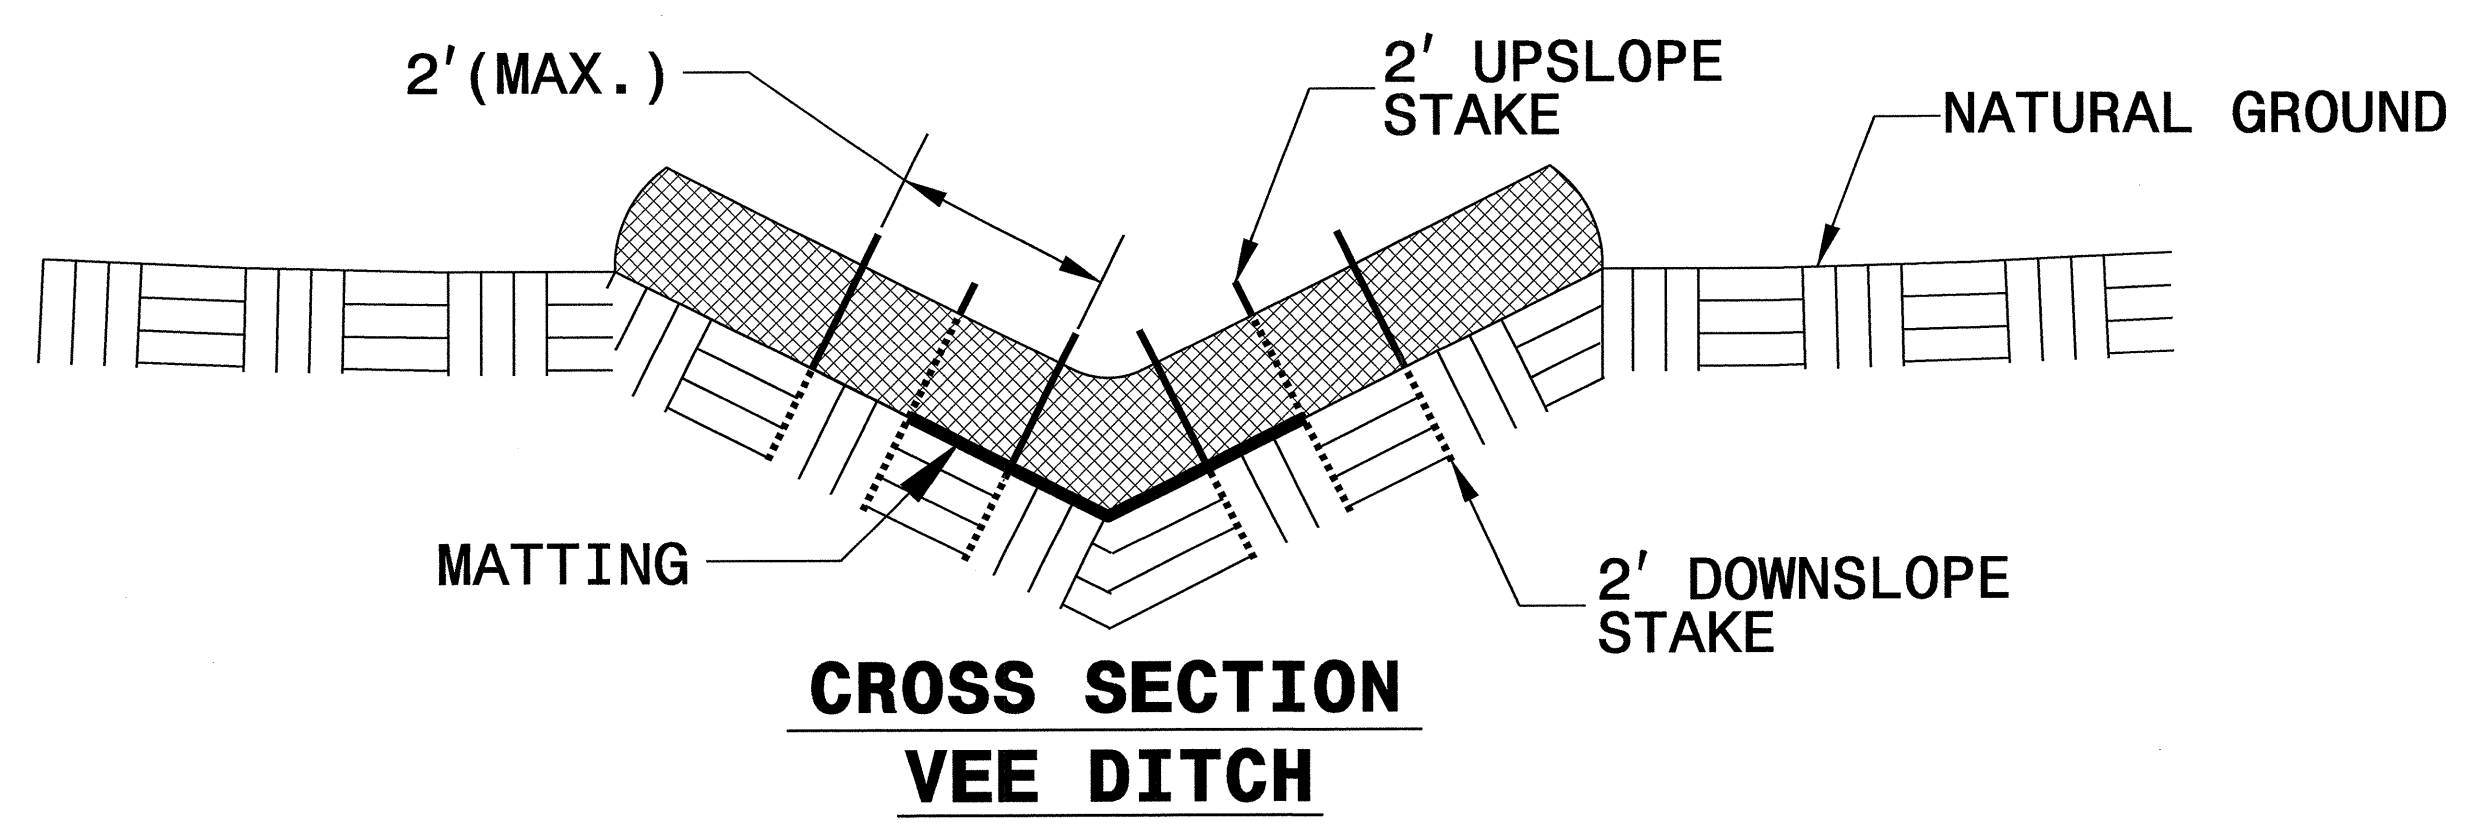 2'(MAX.)
2' UPSLOPE
STAKE
NATURAL GROUND
MATTING
2' DOWNSLOPE
STAKE
CROSS SECTION
VEE DITCH